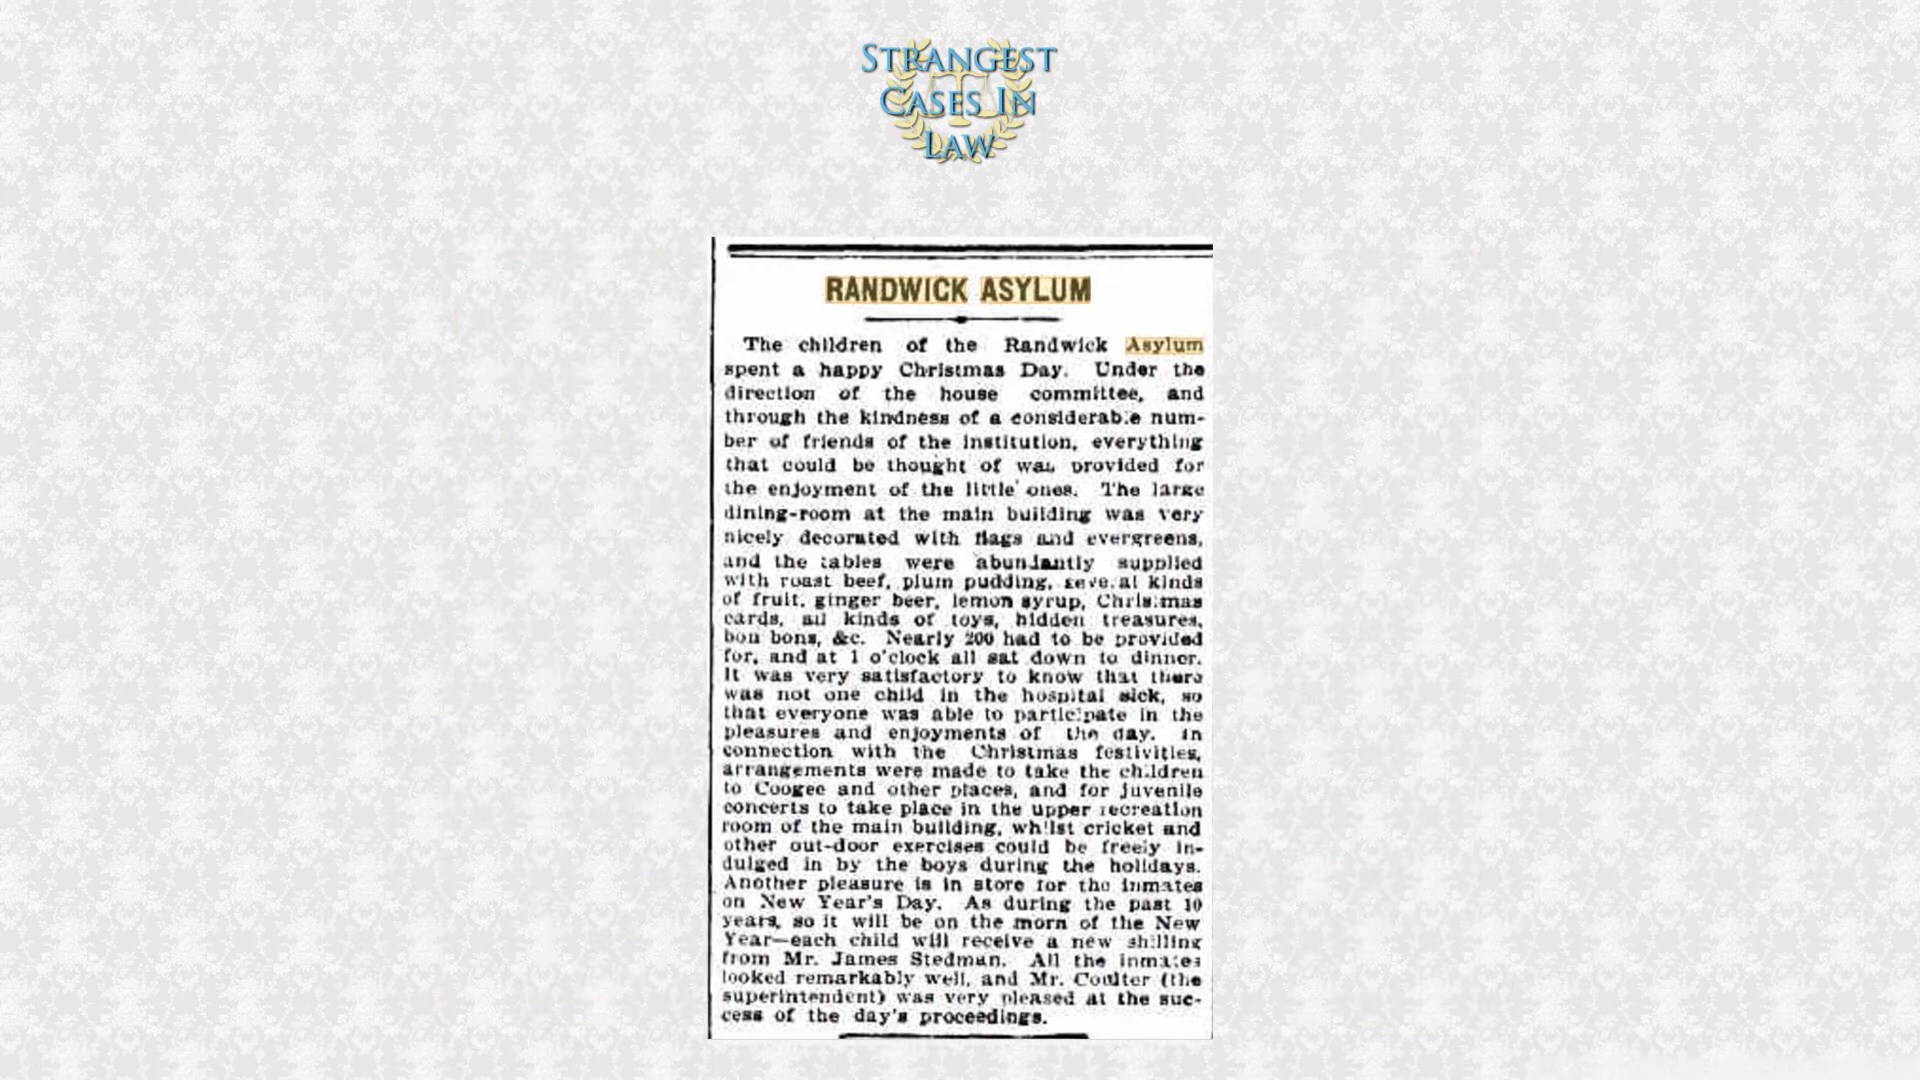 STRANGEST
CASES IN
LAW
RANDWICK ASYLUM
The children of the Randwick Asylum
spent a happy Christmas Day. Under the
direction of the house committee, and
through the kindness of a considerable num-
ber of friends of the institution, everything
that could be thought of was provided for
the enjoyment of the little ones. The large
dining-room at the main building was very
nicely decorated with flags and evergreens,
and the tables were abundantly supplied
with roast beef, plum pudding, several kinds
of fruit, ginger beer, lemon syrup, Christmas
cards, all kinds of toys, hidden treasures,
bon bons, &c. Nearly 200 had to be provided
for, and at 1 o'clock all sat down to dinner.
It was very satisfactory to know that there
was not one child in the hospital sick, so
that everyone was able to participate in the
pleasures and enjoyments of the day. In
connection with the Christmas festivities,
arrangements were made to take the children
to Coogee and other places, and for juvenile
concerts to take place in the upper recreation
room of the main building, whilst cricket and
other out-door exercises could be freely in-
dulged in by the boys during the holidays.
Another pleasure is in store for the inmates
on New Year's Day. As during the past 10
years, so it will be on the morn of the New
Year—each child will receive a new shilling
from Mr. James Stedman. All the inmates
looked remarkably well, and Mr. Coulter (the
superintendent) was very pleased at the suc-
cess of the day's proceedings.